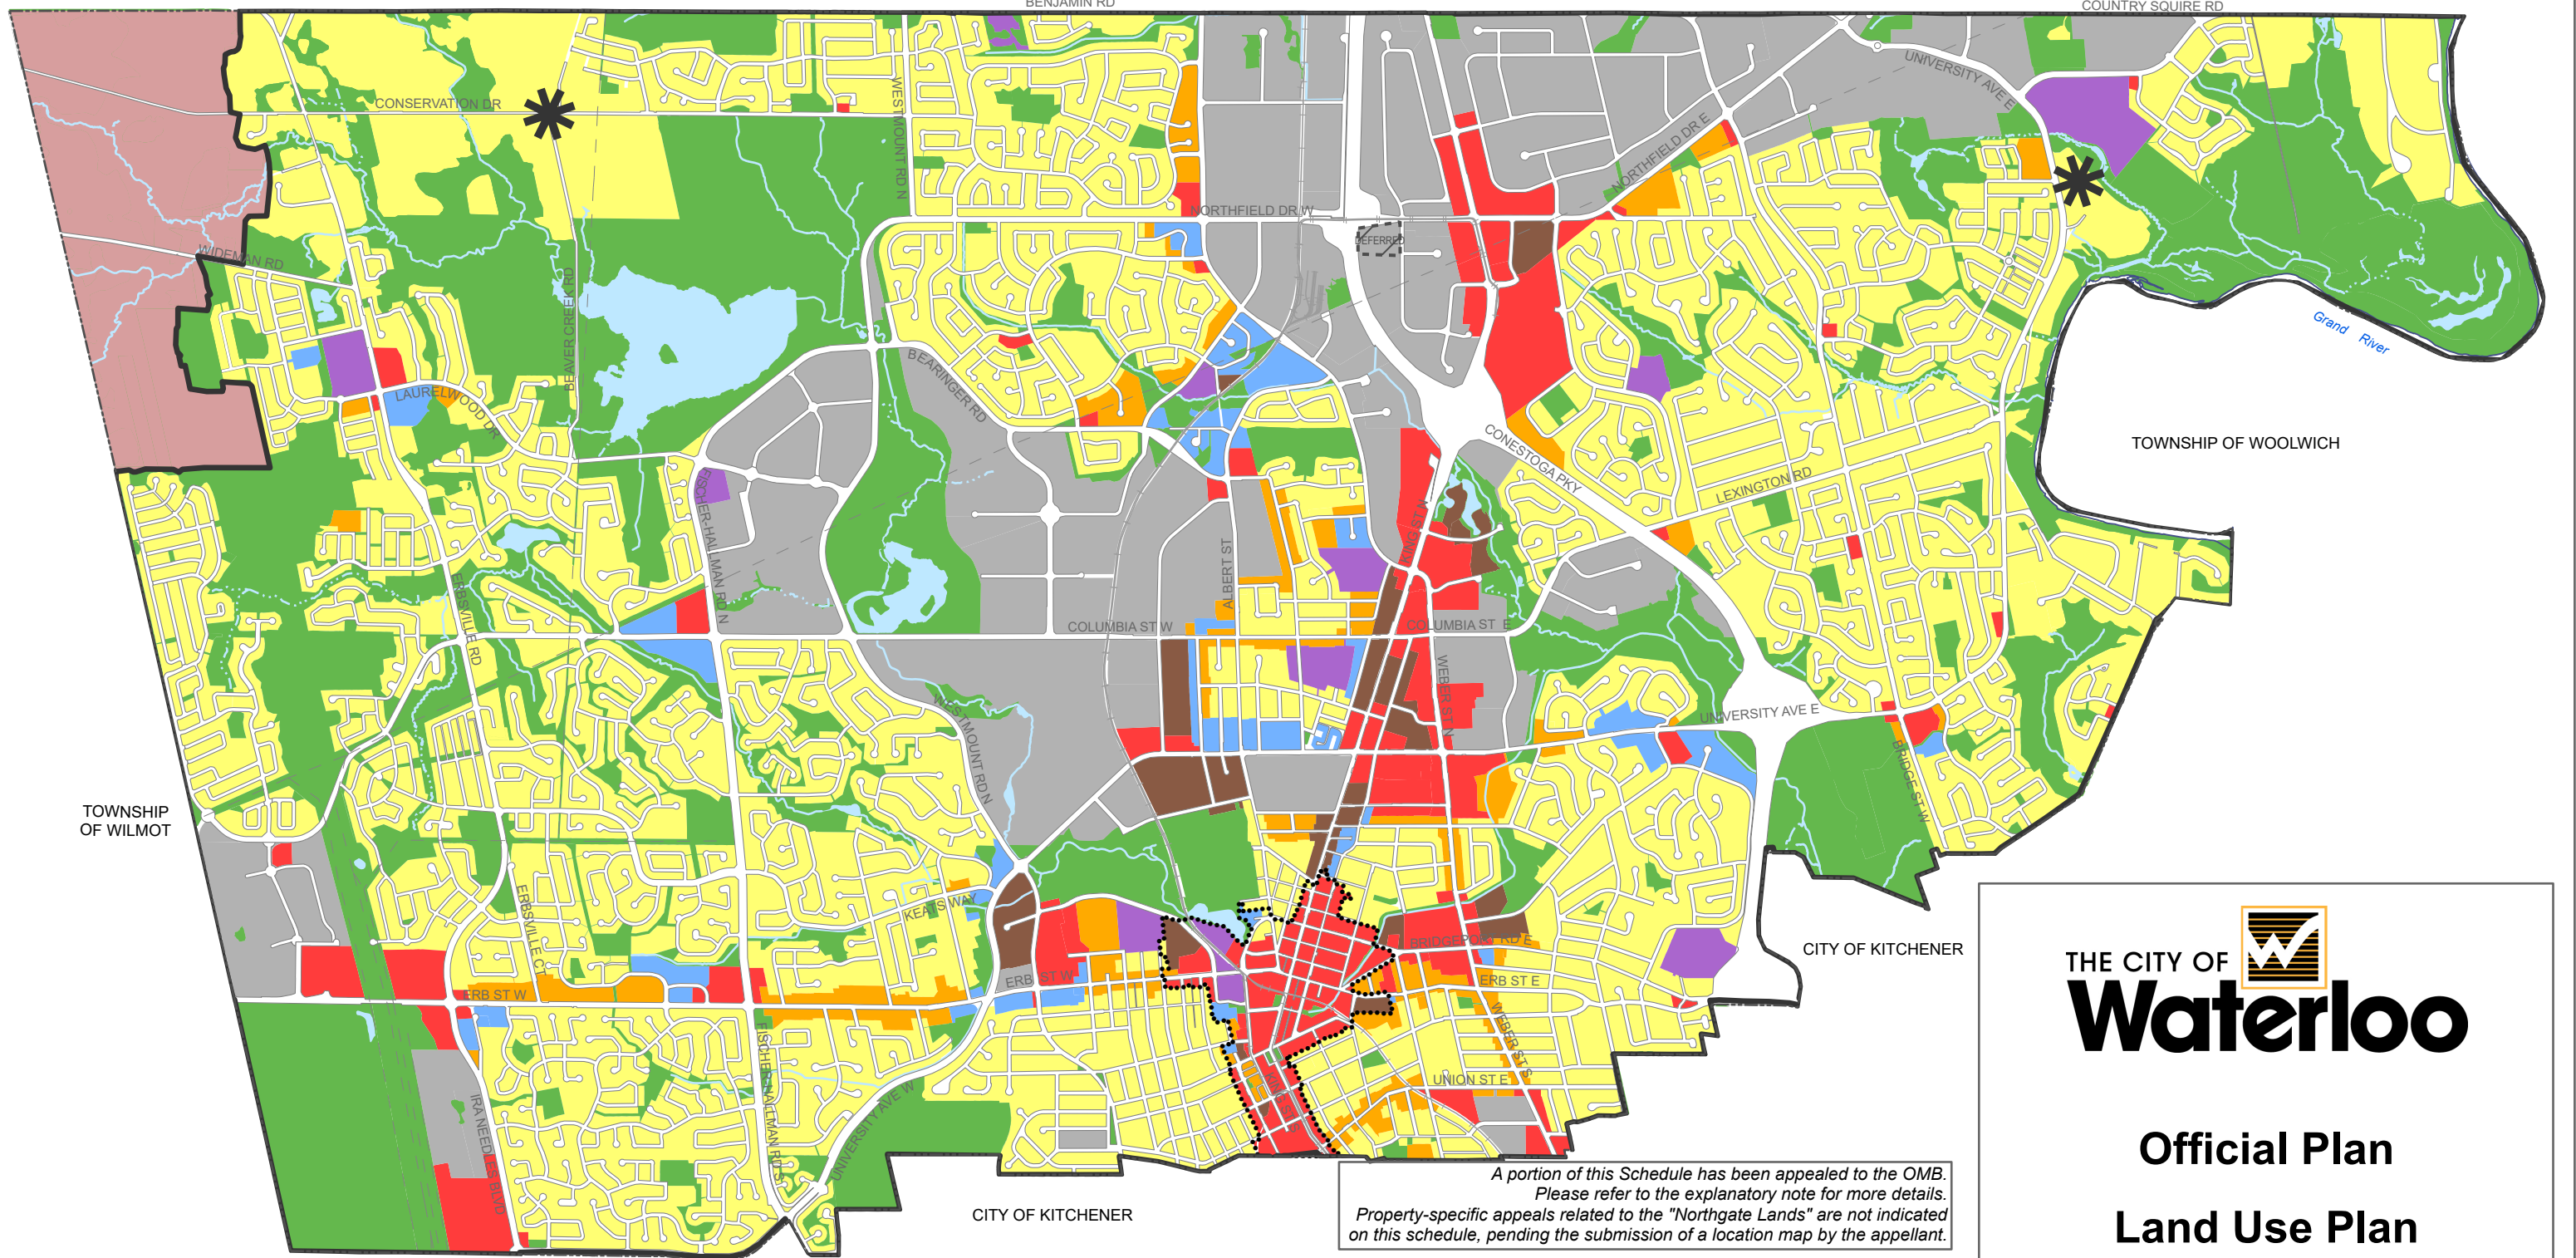 BENJAMIN RD
COUNTRY SQUIRE RD
UNIVERSITY AVE E
CONSERVATION DR
WESTMOUNT RD N
NORTHFIELD DR E
NORTHFIELD DR W
DEFERRED
WIDEMAN RD
BEAVER CREEK RD
Grand River
BEARINGER RD
LAURELWOOD DR
CONESTOGA PKY
TOWNSHIP OF WOOLWICH
LEXINGTON RD
FISCHER-HALLMAN RD N
KING ST N
ALBERT ST
ERBSVILLE RD
COLUMBIA ST W
COLUMBIA ST E
WEBER ST N
WESTMOUNT RD N
UNIVERSITY AVE E
BRIDGE ST W
TOWNSHIP
OF WILMOT
ERBSVILLE CT
KEATS WAY
BRIDGEPORT RD E
CITY OF KITCHENER
ERB ST W
ERB ST W
ERB ST E
WEBER ST S
UNION ST E
KING ST S
FISCHER-HALLMAN RD S
UNIVERSITY AVE W
IRA NEEDLES BLVD
CITY OF KITCHENER
A portion of this Schedule has been appealed to the OMB.
Please refer to the explanatory note for more details.
Property-specific appeals related to the "Northgate Lands" are not indicated
on this schedule, pending the submission of a location map by the appellant.
THE CITY OF
Waterloo
Official Plan
Land Use Plan